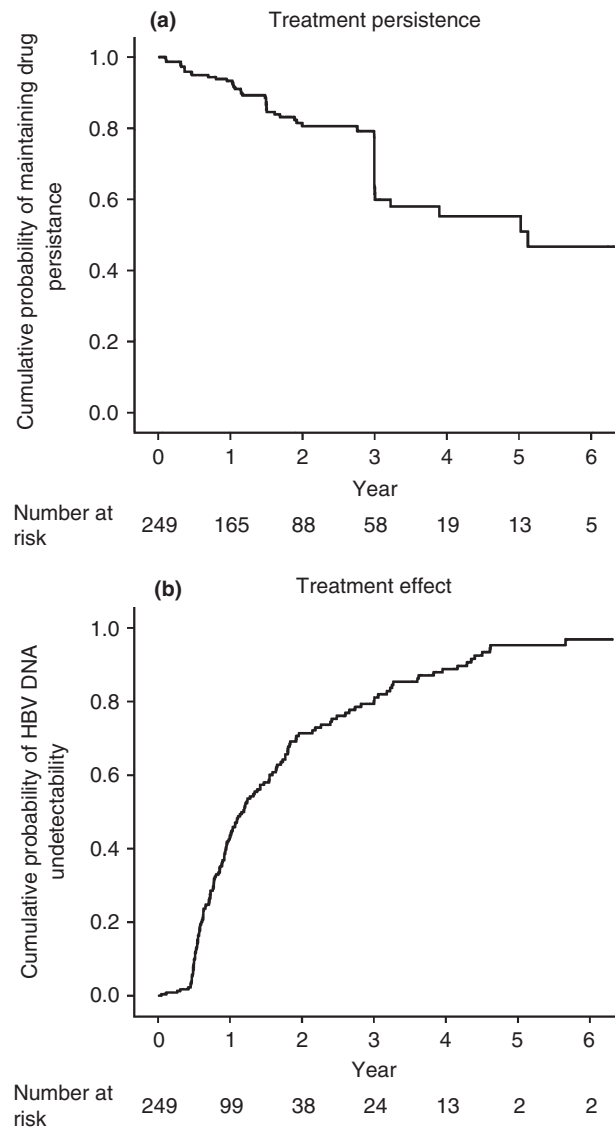 (a) Treatment persistence
Cumulative probability of maintaining drug
persistance
1.0
0.8
0.6
0.4
0.2
0.0
0 1 2 3 4 5 6
Year
Number at
risk
249 165 88 58 19 13 5
(b) Treatment effect
Cumulative probability of HBV DNA
undetectability
1.0
0.8
0.6
0.4
0.2
0.0
0 1 2 3 4 5 6
Year
Number at
risk
249 99 38 24 13 2 2